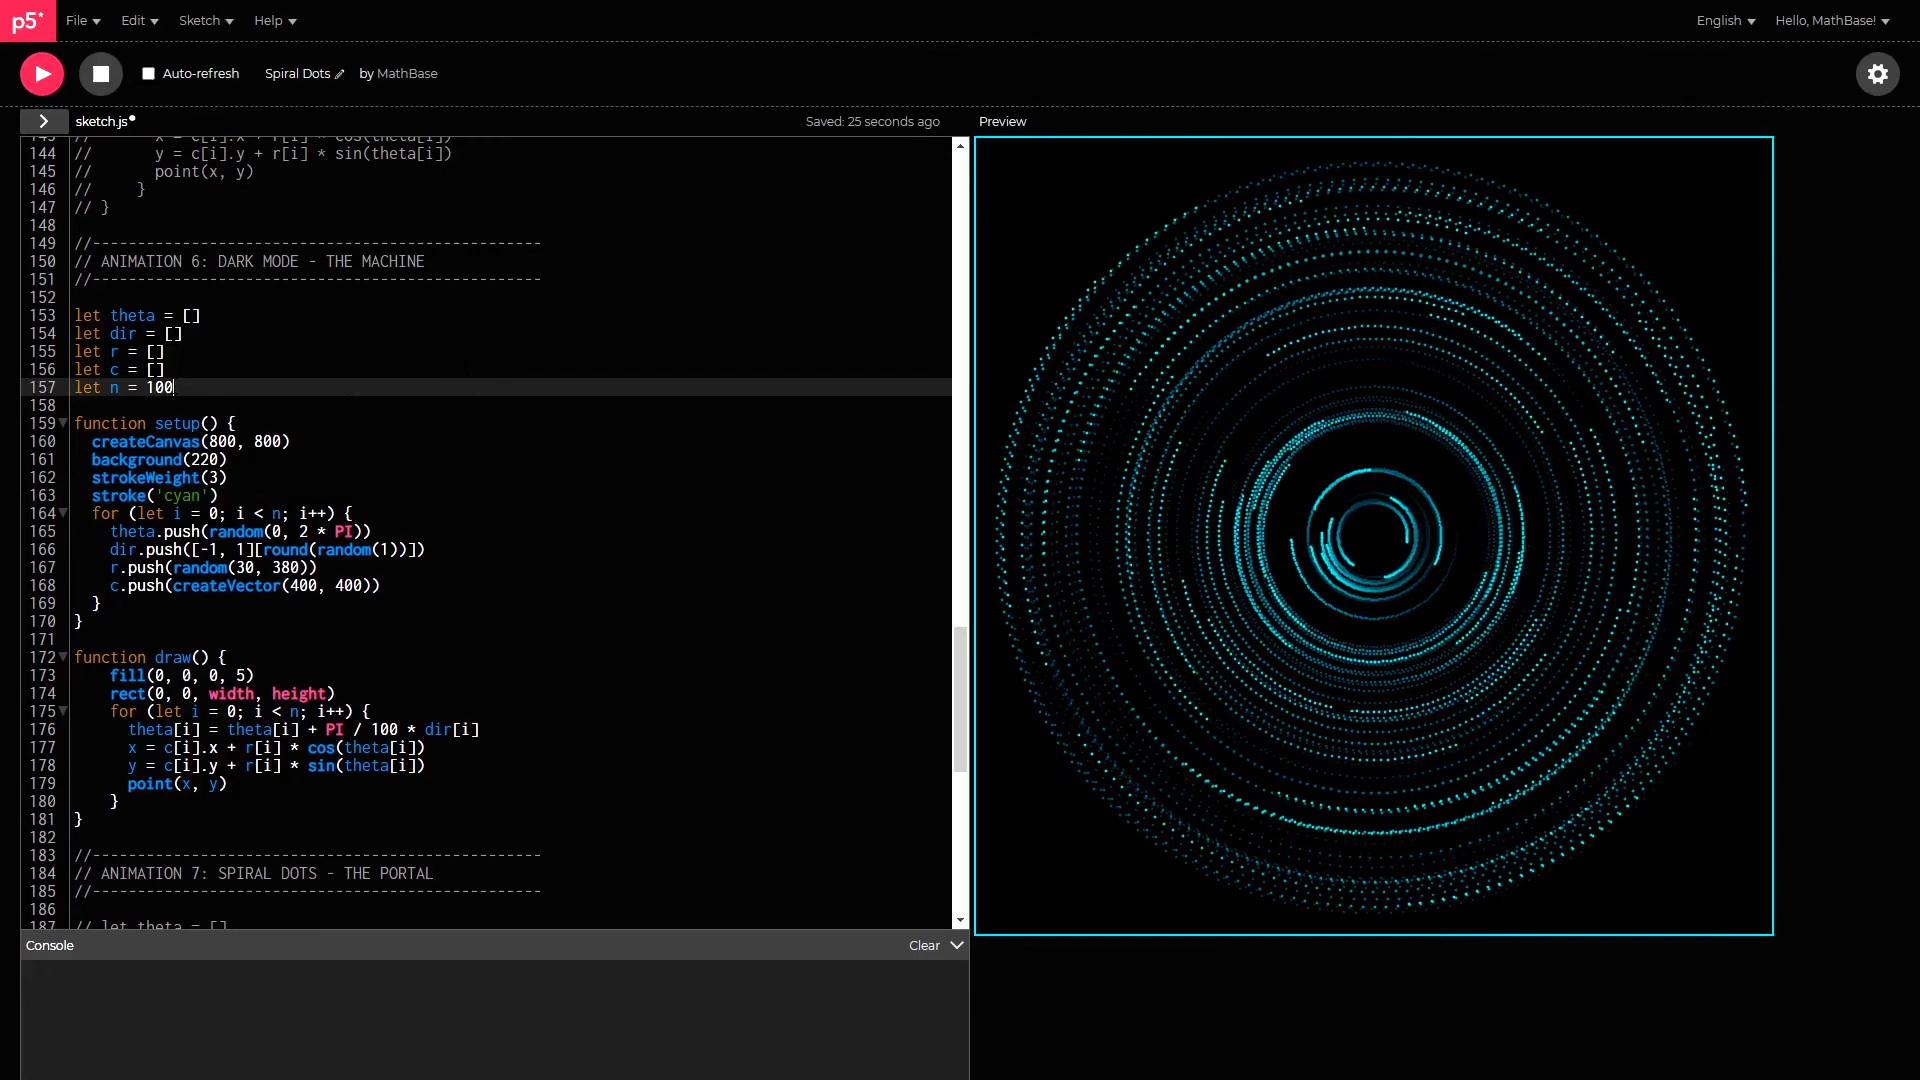 p5* File Edit Sketch Help English Hello, MathBase!
Auto-refresh Spiral Dots by MathBase
sketch.js Saved: 25 seconds ago Preview
143 // x = c[i].x + r[i] * cos(theta[i])
144 // y = c[i].y + r[i] * sin(theta[i])
145 // point(x, y)
146 // }
147 // }
148
149 //--------------------------------------------------
150 // ANIMATION 6: DARK MODE - THE MACHINE
151 //--------------------------------------------------
152
153 let theta = []
154 let dir = []
155 let r = []
156 let c = []
157 let n = 100
158
159 function setup() {
160 createCanvas(800, 800)
161 background(220)
162 strokeWeight(3)
163 stroke('cyan')
164 for (let i = 0; i < n; i++) {
165 theta.push(random(0, 2 * PI))
166 dir.push([-1, 1][round(random(1))])
167 r.push(random(30, 380))
168 c.push(createVector(400, 400))
169 }
170 }
171
172 function draw() {
173 fill(0, 0, 0, 5)
174 rect(0, 0, width, height)
175 for (let i = 0; i < n; i++) {
176 theta[i] = theta[i] + PI / 100 * dir[i]
177 x = c[i].x + r[i] * cos(theta[i])
178 y = c[i].y + r[i] * sin(theta[i])
179 point(x, y)
180 }
181 }
182
183 //--------------------------------------------------
184 // ANIMATION 7: SPIRAL DOTS - THE PORTAL
185 //--------------------------------------------------
186
187 // let theta = []
Console Clear